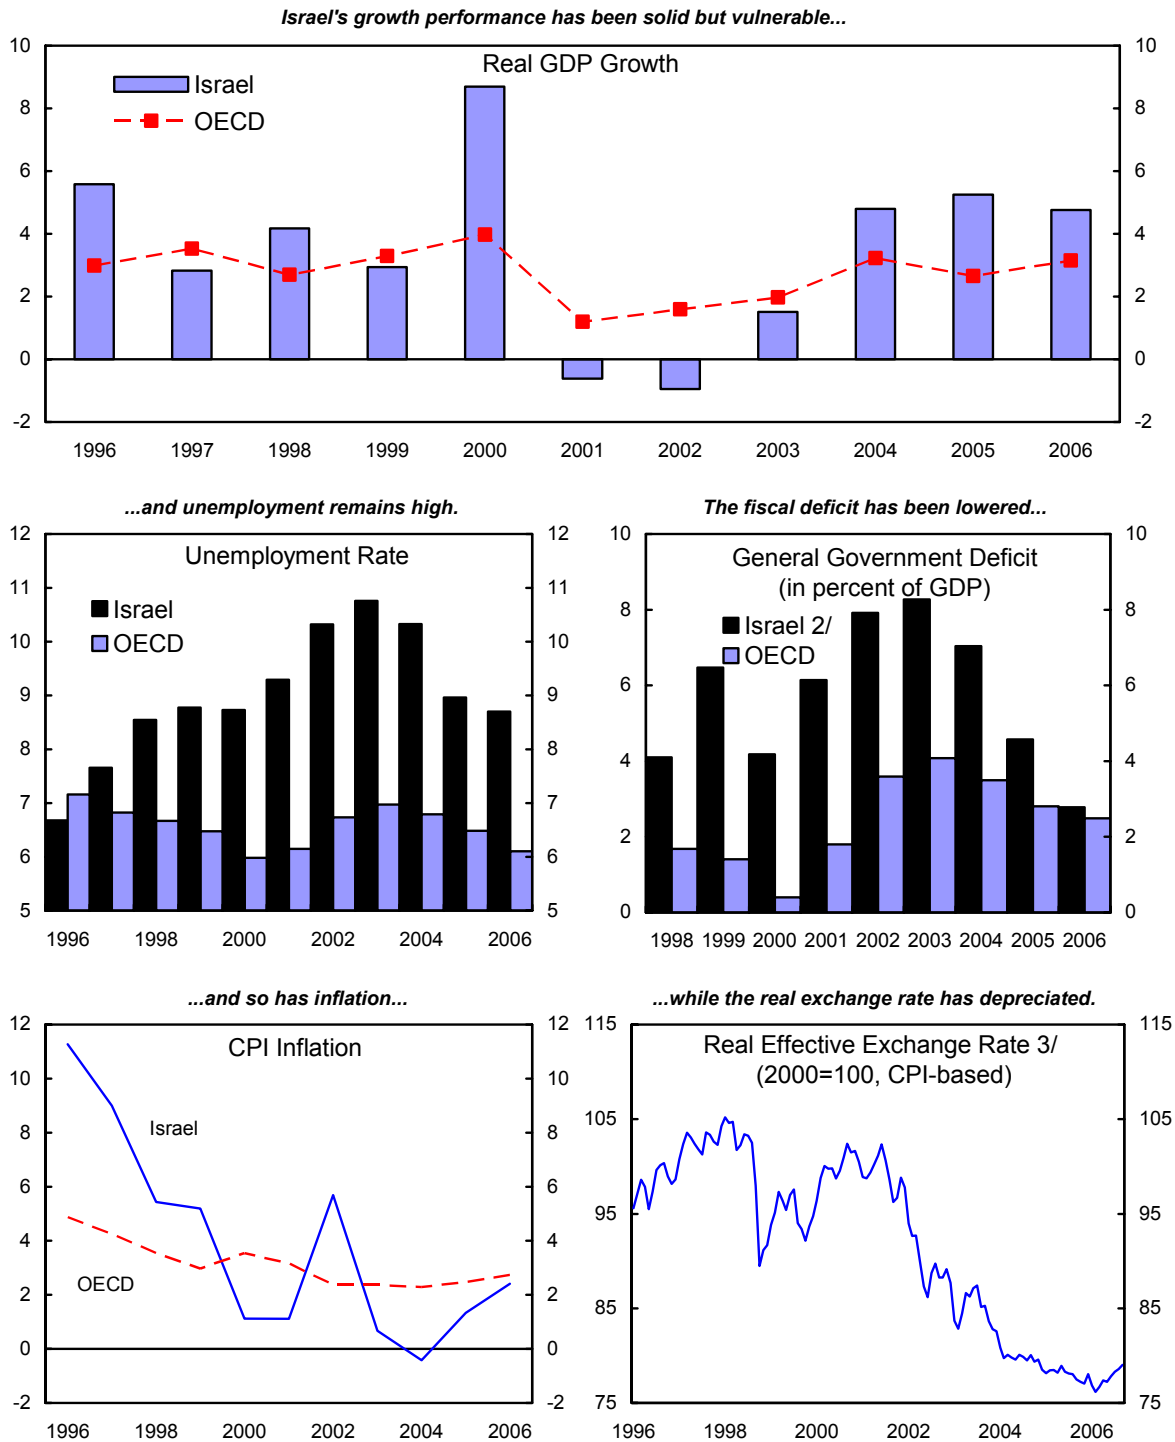 Israel's growth performance has been solid but vulnerable...
Real GDP Growth
Israel
OECD
10 10
8 8
6 6
4 4
2 2
0 0
-2 -2
1996 1997 1998 1999 2000 2001 2002 2003 2004 2005 2006
...and unemployment remains high.
Unemployment Rate
Israel
OECD
12 12
11 11
10 10
9 9
8 8
7 7
6 6
5 5
1996 1998 2000 2002 2004 2006
The fiscal deficit has been lowered...
General Government Deficit
(in percent of GDP)
Israel 2/
OECD
10 10
8 8
6 6
4 4
2 2
0 0
1998 1999 2000 2001 2002 2003 2004 2005 2006
...and so has inflation...
CPI Inflation
Israel
OECD
12 12
10 10
8 8
6 6
4 4
2 2
0 0
-2 -2
1996 1998 2000 2002 2004 2006
...while the real exchange rate has depreciated.
Real Effective Exchange Rate 3/
(2000=100, CPI-based)
115 115
105 105
95 95
85 85
75 75
1996 1998 2000 2002 2004 2006